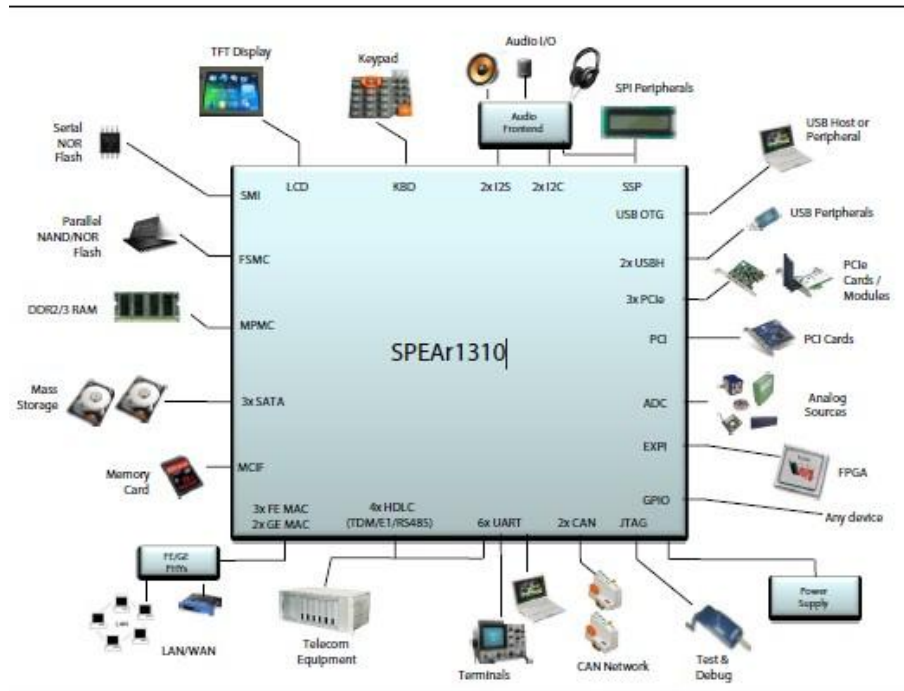 Audio I/O
TFT Display
Keypad
SPI Peripherals
Audio
Frontend
USB Host or
Peripheral
Serial
NOR
Flash
LCD
KBD
2x I2S
2x I2C
SSP
SMI
USB OTG
USB Peripherals
Parallel
NAND/NOR
Flash
FSMC
2x USBH
PCIe
Cards /
Modules
3x PCIe
DDR2/3 RAM
MPMC
PCI
PCI Cards
SPEAr1310
Mass
Storage
3x SATA
ADC
Analog
Sources
EXPI
FPGA
Memory
Card
MCIF
GPIO
Any device
3x FE MAC
2x GE MAC
4x HDLC
(TDM/E1/RS485)
6x UART
2x CAN
JTAG
FE/GE
PHYs
Power
Supply
LAN
LAN/WAN
Telecom
Equipment
Terminals
CAN Network
Test &
Debug